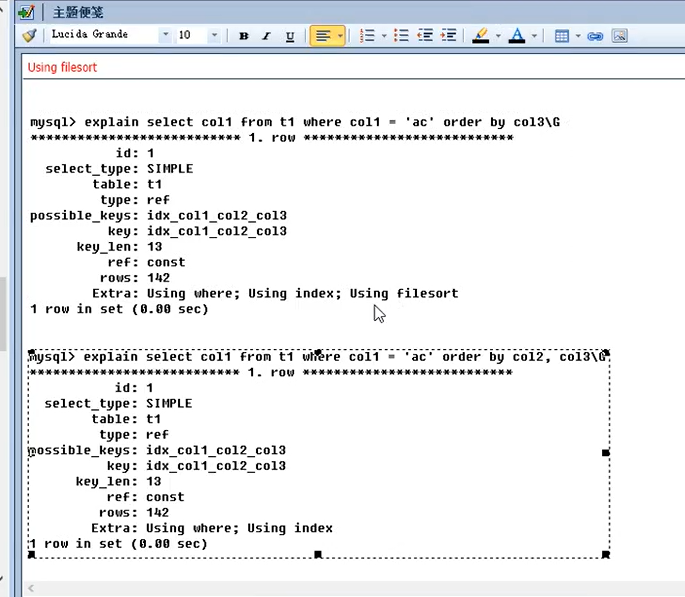 主題便箋
Lucida Grande 10 B I U A
Using filesort
mysql> explain select col1 from t1 where col1 = 'ac' order by col3\G
*************************** 1. row ***************************
id: 1
select_type: SIMPLE
table: t1
type: ref
possible_keys: idx_col1_col2_col3
key: idx_col1_col2_col3
key_len: 13
ref: const
rows: 142
Extra: Using where; Using index; Using filesort
1 row in set (0.00 sec)
mysql> explain select col1 from t1 where col1 = 'ac' order by col2, col3\G
*************************** 1. row ***************************
id: 1
select_type: SIMPLE
table: t1
type: ref
possible_keys: idx_col1_col2_col3
key: idx_col1_col2_col3
key_len: 13
ref: const
rows: 142
Extra: Using where; Using index
1 row in set (0.00 sec)